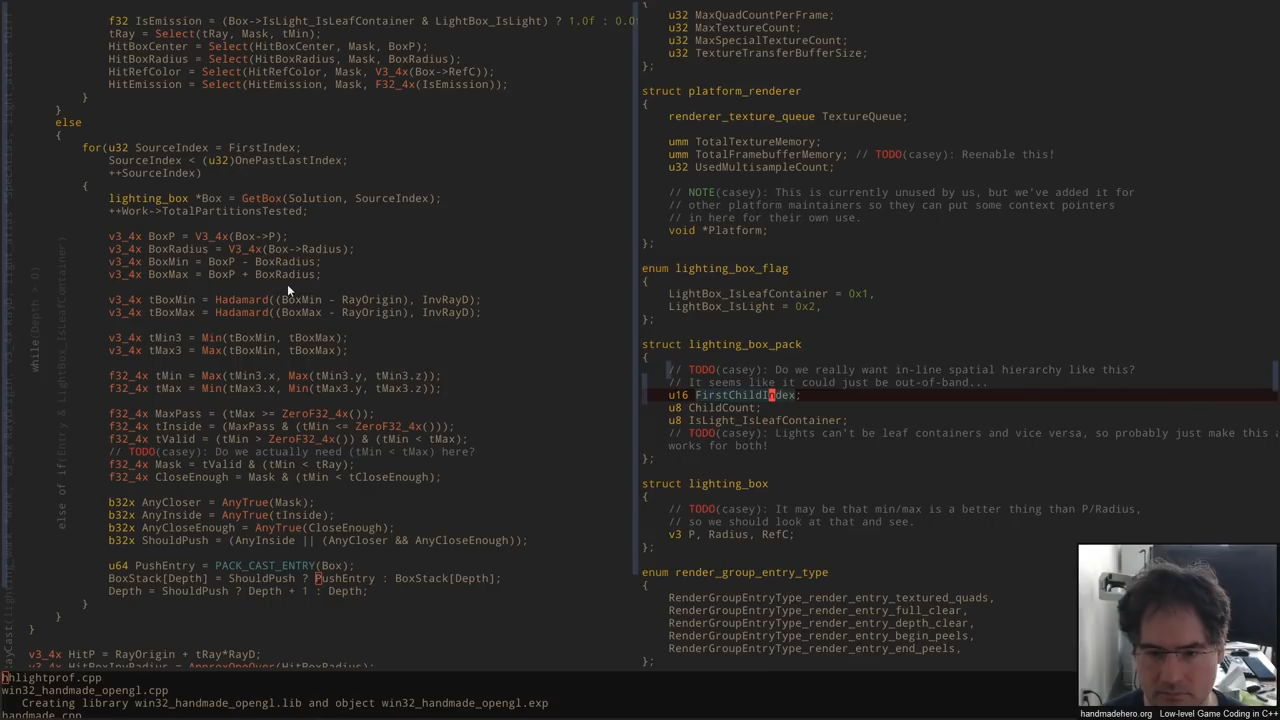 f32 IsEmission = (Box->IsLight_IsLeafContainer & LightBox_IsLight) ? 1.0f : 0.0
tRay = Select(tRay, Mask, tMin);
HitBoxCenter = Select(HitBoxCenter, Mask, BoxP);
HitBoxRadius = Select(HitBoxRadius, Mask, BoxRadius);
HitRefColor = Select(HitRefColor, Mask, V3_4x(Box->RefC));
HitEmission = Select(HitEmission, Mask, F32_4x(IsEmission));
}
}
else
{
for(u32 SourceIndex = FirstIndex;
SourceIndex < (u32)OnePastLastIndex;
++SourceIndex)
{
lighting_box *Box = GetBox(Solution, SourceIndex);
++Work->TotalPartitionsTested;
v3_4x BoxP = V3_4x(Box->P);
v3_4x BoxRadius = V3_4x(Box->Radius);
v3_4x BoxMin = BoxP - BoxRadius;
v3_4x BoxMax = BoxP + BoxRadius;
v3_4x tBoxMin = Hadamard((BoxMin - RayOrigin), InvRayD);
v3_4x tBoxMax = Hadamard((BoxMax - RayOrigin), InvRayD);
v3_4x tMin3 = Min(tBoxMin, tBoxMax);
v3_4x tMax3 = Max(tBoxMin, tBoxMax);
f32_4x tMin = Max(tMin3.x, Max(tMin3.y, tMin3.z));
f32_4x tMax = Min(tMax3.x, Min(tMax3.y, tMax3.z));
f32_4x MaxPass = (tMax >= ZeroF32_4x());
f32_4x tInside = (MaxPass & (tMin <= ZeroF32_4x()));
f32_4x tValid = (tMin > ZeroF32_4x()) & (tMin < tMax);
// TODO(casey): Do we actually need (tMin < tMax) here?
f32_4x Mask = tValid & (tMin < tRay);
f32_4x CloseEnough = Mask & (tMin < tCloseEnough);
b32x AnyCloser = AnyTrue(Mask);
b32x AnyInside = AnyTrue(tInside);
b32x AnyCloseEnough = AnyTrue(CloseEnough);
b32x ShouldPush = (AnyInside || (AnyCloser && AnyCloseEnough));
u64 PushEntry = PACK_CAST_ENTRY(Box);
BoxStack[Depth] = ShouldPush ? PushEntry : BoxStack[Depth];
Depth = ShouldPush ? Depth + 1 : Depth;
}
}
}
v3_4x HitP = RayOrigin + tRay*RayD;
while(Depth > 0)
else of if(Entry & LightBox_IsLeafContainer)
u32 MaxQuadCountPerFrame;
u32 MaxTextureCount;
u32 MaxSpecialTextureCount;
u32 TextureTransferBufferSize;
};
struct platform_renderer
{
renderer_texture_queue TextureQueue;
umm TotalTextureMemory;
umm TotalFramebufferMemory; // TODO(casey): Reenable this!
u32 UsedMultisampleCount;
// NOTE(casey): This is currently unused by us, but we've added it for
// other platform maintainers so they can put some context pointers
// in here for their own use.
void *Platform;
};
enum lighting_box_flag
{
LightBox_IsLeafContainer = 0x1,
LightBox_IsLight = 0x2,
};
struct lighting_box_pack
{
// TODO(casey): Do we really want in-line spatial hierarchy like this?
// It seems like it could just be out-of-band...
u16 FirstChildIndex;
u8 ChildCount;
u8 IsLight_IsLeafContainer;
// TODO(casey): Lights can't be leaf containers and vice versa, so probably just make this
works for both!
};
struct lighting_box
{
// TODO(casey): It may be that min/max is a better thing than P/Radius,
// so we should look at that and see.
v3 P, Radius, RefC;
};
enum render_group_entry_type
{
RenderGroupEntryType_render_entry_textured_quads,
RenderGroupEntryType_render_entry_full_clear,
RenderGroupEntryType_render_entry_depth_clear,
RenderGroupEntryType_render_entry_begin_peels,
RenderGroupEntryType_render_entry_end_peels,
};
hhlightprof.cpp
win32_handmade_opengl.cpp
Creating library win32_handmade_opengl.lib and object win32_handmade_opengl.exp
handmade.cpp
handmadehero.org Low-level Game Coding in C++